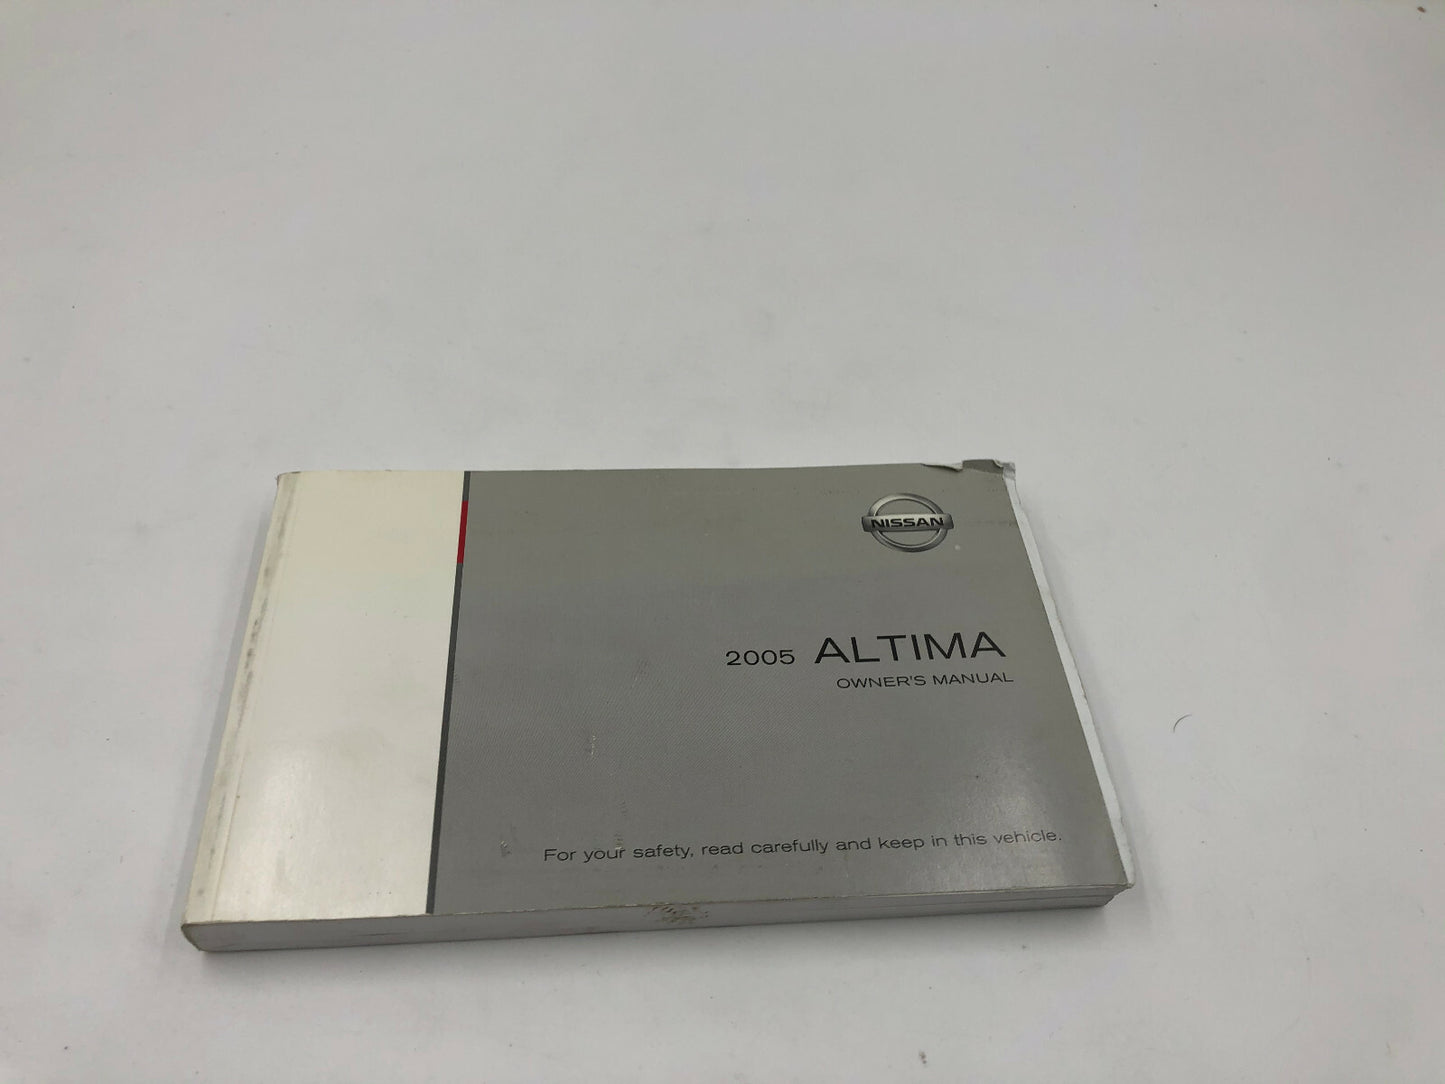 NISSAN
2005 ALTIMA
OWNER'S MANUAL
For your safety, read carefully and keep in this vehicle.